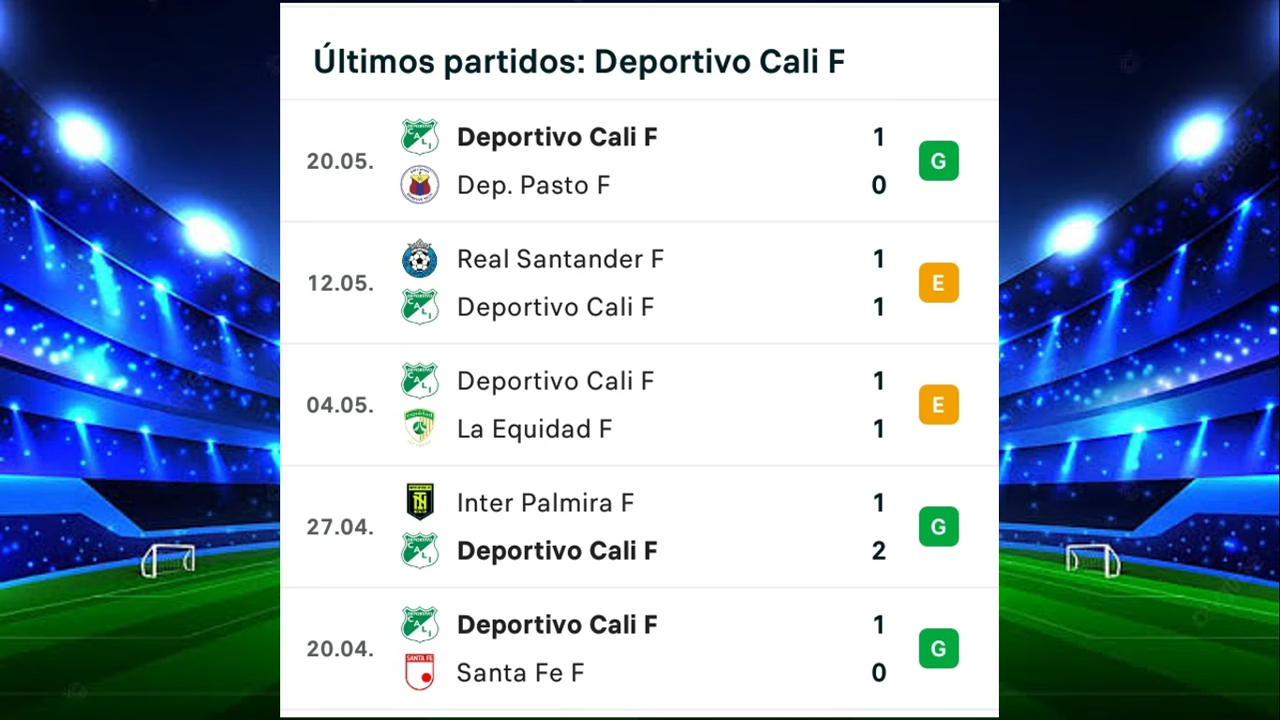 Últimos partidos: Deportivo Cali F
20.05.
Deportivo Cali F 1
Dep. Pasto F 0
G
12.05.
Real Santander F 1
Deportivo Cali F 1
E
04.05.
Deportivo Cali F 1
La Equidad F 1
E
27.04.
Inter Palmira F 1
Deportivo Cali F 2
G
20.04.
Deportivo Cali F 1
Santa Fe F 0
G